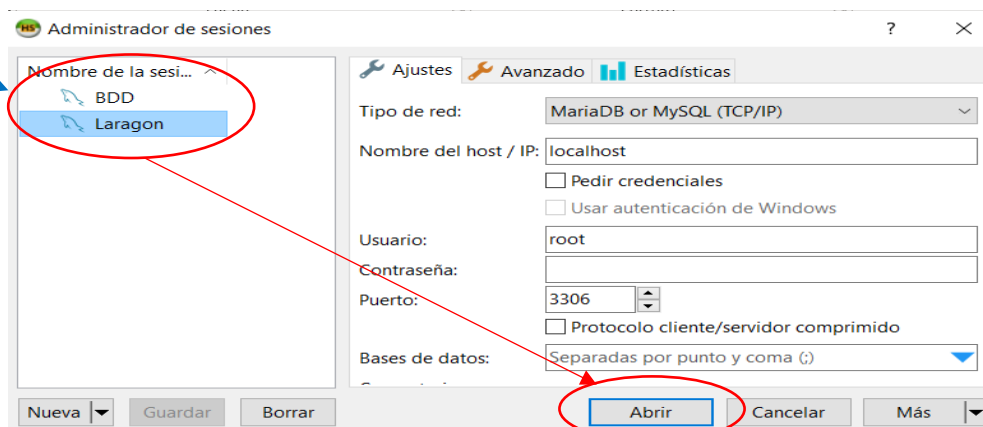 HS Administrador de sesiones ?
Nombre de la sesi...
BDD
Laragon
Ajustes Avanzado Estadísticas
Tipo de red: MariaDB or MySQL (TCP/IP)
Nombre del host / IP: localhost
Pedir credenciales
Usar autenticación de Windows
Usuario: root
Contraseña:
Puerto: 3306
Protocolo cliente/servidor comprimido
Bases de datos: Separadas por punto y coma (;)
Nueva Guardar Borrar Abrir Cancelar Más